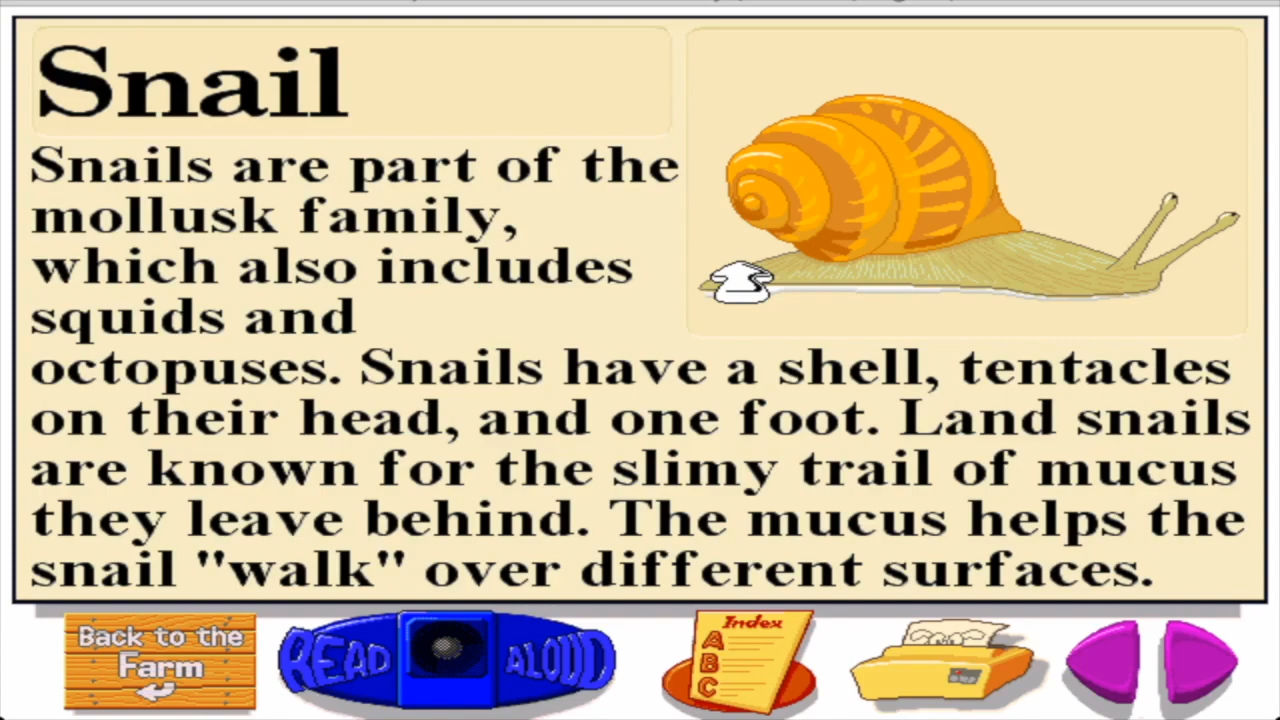 Snail
Snails are part of the
mollusk family,
which also includes
squids and
octopuses. Snails have a shell, tentacles
on their head, and one foot. Land snails
are known for the slimy trail of mucus
they leave behind. The mucus helps the
snail "walk" over different surfaces.
Back to the
Farm
READ ALOUD
Index
A
B
C